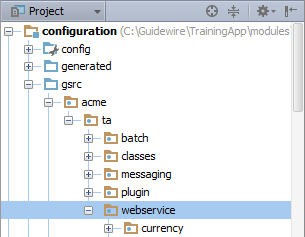 Project
configuration (C:\Guidewire\TrainingApp\modules
config
generated
gsrc
acme
ta
batch
classes
messaging
plugin
webservice
currency